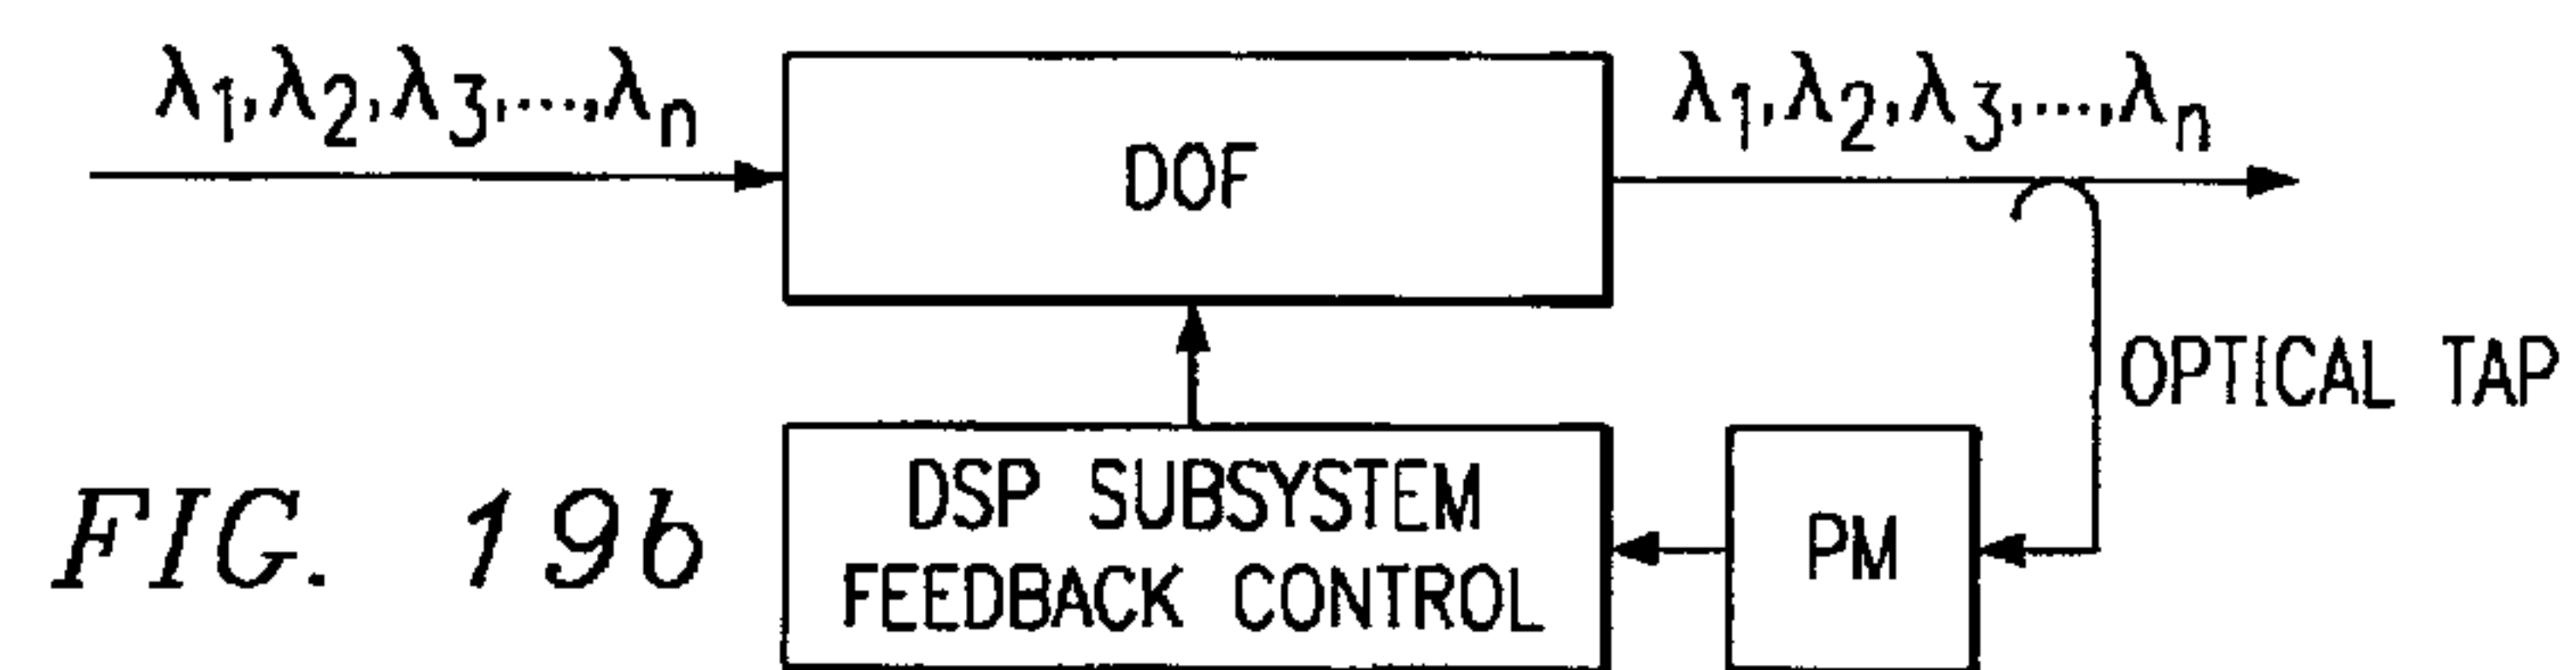 λ1,λ2,λ3,...,λn
λ1,λ2,λ3,...,λn
DOF
OPTICAL TAP
DSP SUBSYSTEM
FEEDBACK CONTROL
PM
FIG. 19b